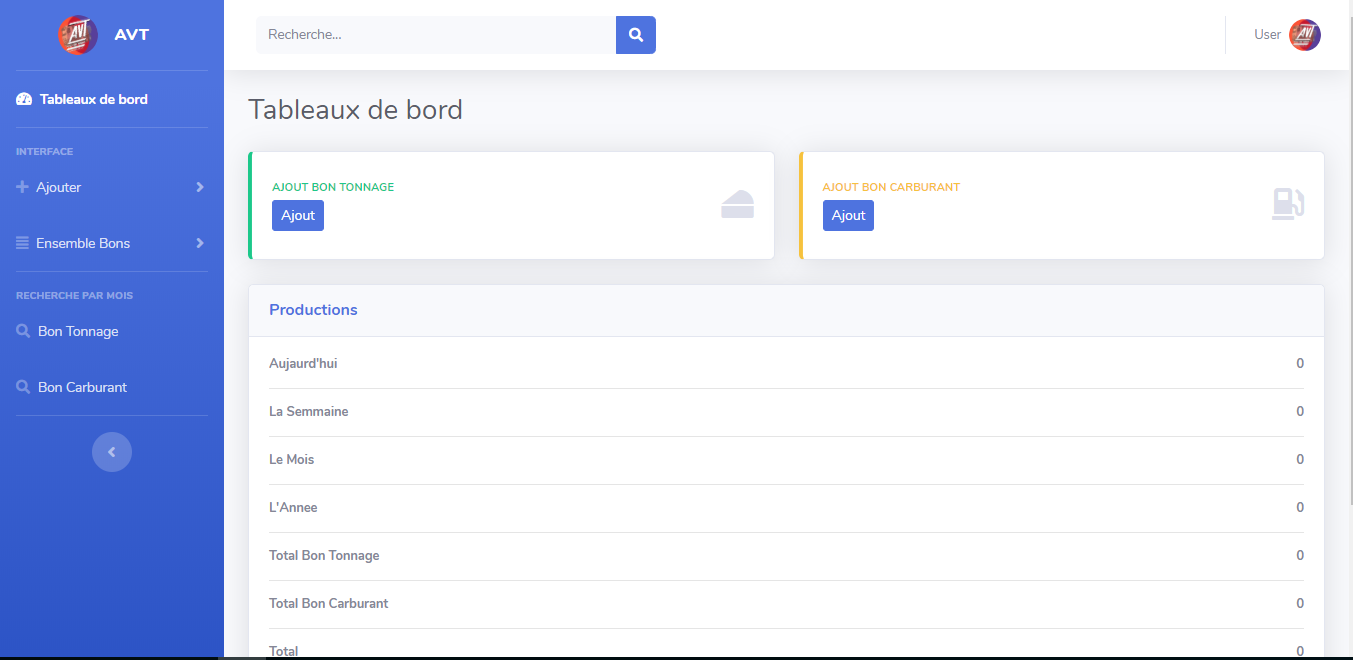 AVT
Tableaux de bord
INTERFACE
Ajouter
Ensemble Bons
RECHERCHE PAR MOIS
Bon Tonnage
Bon Carburant
Recherche...
User
Tableaux de bord
AJOUT BON TONNAGE
Ajout
AJOUT BON CARBURANT
Ajout
Productions
Aujaurd'hui 0
La Semmaine 0
Le Mois 0
L'Annee 0
Total Bon Tonnage 0
Total Bon Carburant 0
Total 0